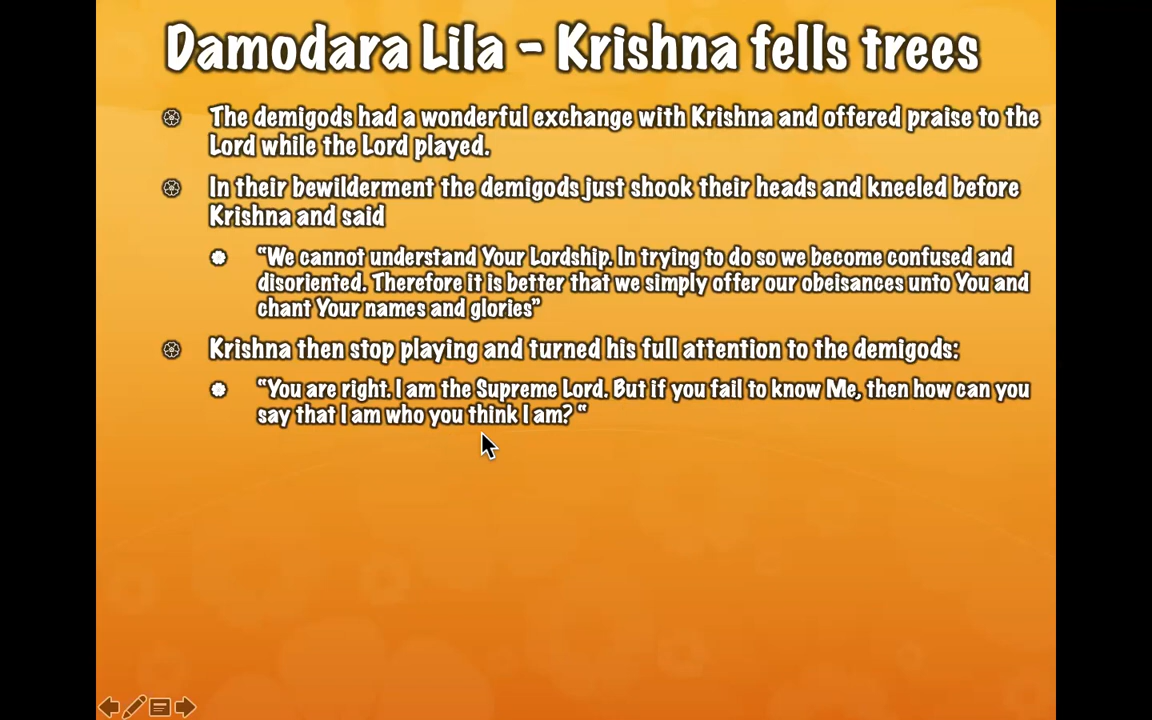 Damodara Lila - Krishna fells trees
The demigods had a wonderful exchange with Krishna and offered praise to the
Lord while the Lord played.
In their bewilderment the demigods just shook their heads and kneeled before
Krishna and said
“We cannot understand Your Lordship. In trying to do so we become confused and
disoriented. Therefore it is better that we simply offer our obeisances unto You and
chant Your names and glories”
Krishna then stop playing and turned his full attention to the demigods:
“You are right. I am the Supreme Lord. But if you fail to know Me, then how can you
say that I am who you think I am? “